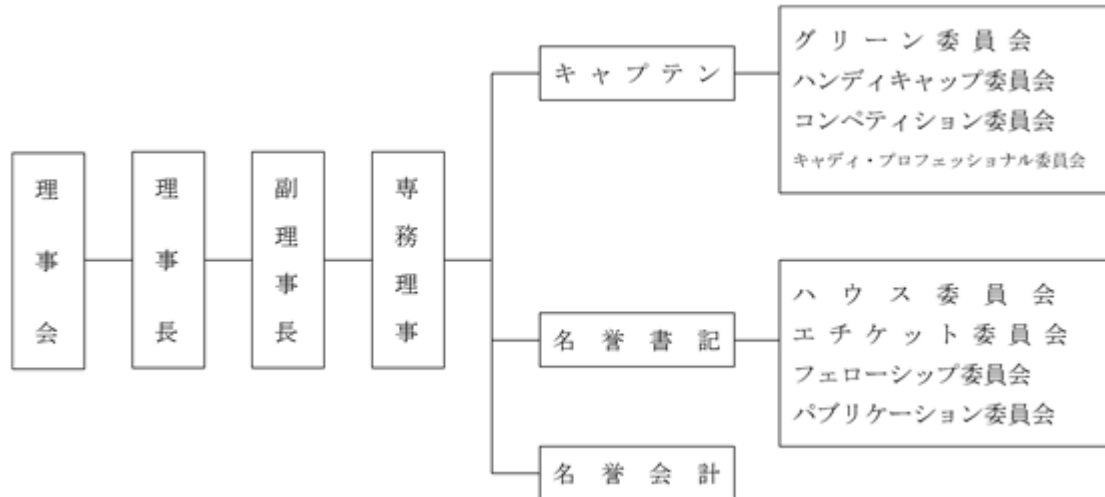 理事会
理事長
副理事長
専務理事
キャプテン
グリーン委員会
ハンディキャップ委員会
コンペティション委員会
キャディ・プロフェッショナル委員会
名誉書記
ハウス委員会
エチケット委員会
フェローシップ委員会
パブリケーション委員会
名誉会計